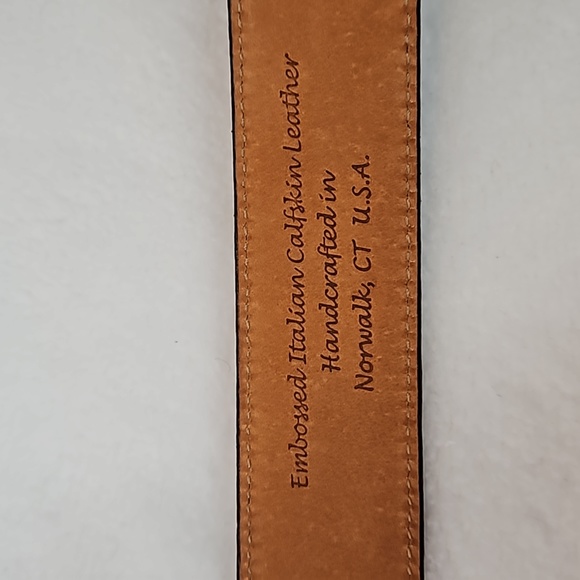 Embossed Italian Calfskin Leather
Handcrafted in
Norwalk, CT U.S.A.